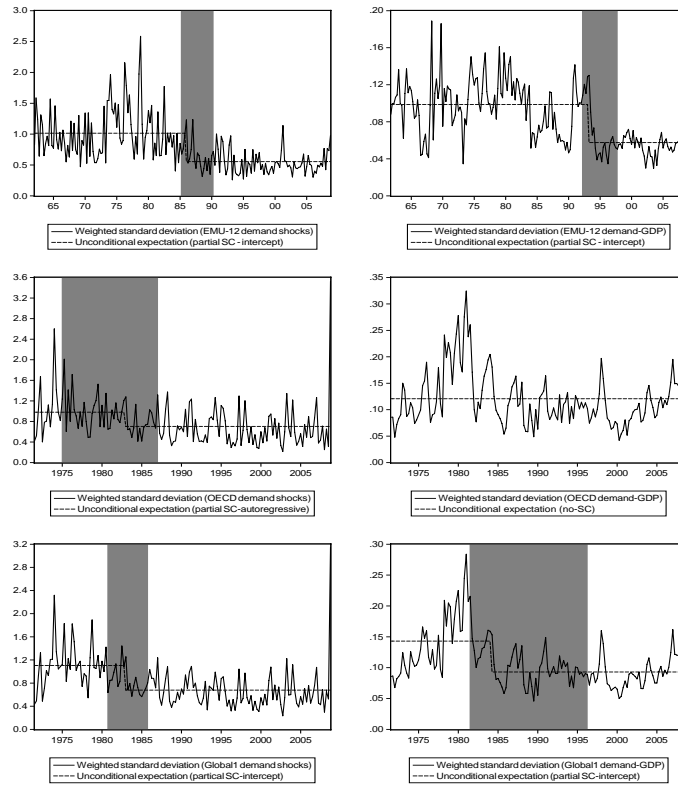 3.0
2.5
2.0
1.5
1.0
0.5
0.0
65 70 75 80 85 90 95 00 05
Weighted standard deviation (EMU-12 demand shocks)
Unconditional expectation (partial SC - intercept)
.20
.16
.12
.08
.04
.00
65 70 75 80 85 90 95 00 05
Weighted standard deviation (EMU-12 demand-GDP)
Unconditional expectation (partial SC - intercept)
3.6
3.0
2.4
1.8
1.2
0.6
0.0
1975 1980 1985 1990 1995 2000 2005
Weighted standard deviation (OECD demand shocks)
Unconditional expectation (partial SC-autoregressive)
.35
.30
.25
.20
.15
.10
.05
.00
1975 1980 1985 1990 1995 2000 2005
Weighted standard deviation (OECD demand-GDP)
Unconditional expectation (no-SC)
3.2
2.8
2.4
2.0
1.6
1.2
0.8
0.4
0.0
1975 1980 1985 1990 1995 2000 2005
Weighted standard deviation (Global1 demand shocks)
Unconditional expectation (partical SC-intercept)
.30
.25
.20
.15
.10
.05
.00
1975 1980 1985 1990 1995 2000 2005
Weighted standard deviation (Global1 demand-GDP)
Unconditional expectation (partial SC-intercept)